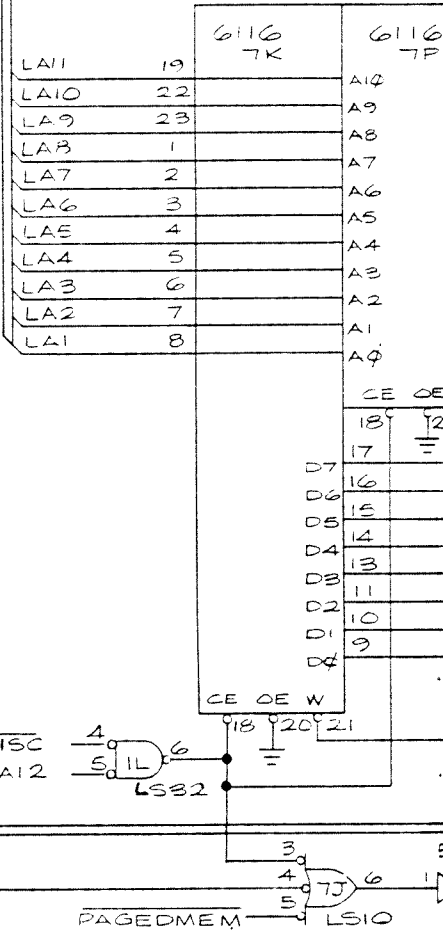 6116 6116
7K 7P
LA11 19 A10
LA10 22 A9
LA9 23 A8
LA8 1 A7
LA7 2 A6
LA6 3 A5
LA5 4 A4
LA4 5 A3
LA3 6 A2
LA2 7 A1
LA1 8 A0
CE OE
18 2
D7 17
D6 16
D5 15
D4 14
D3 13
D2 11
D1 10
D0 9
CE OE W
18 20 21
ISC 4
1L 6
A12 5
LS32
3
4 7J 6 1
5
PAGEDMEM LS10